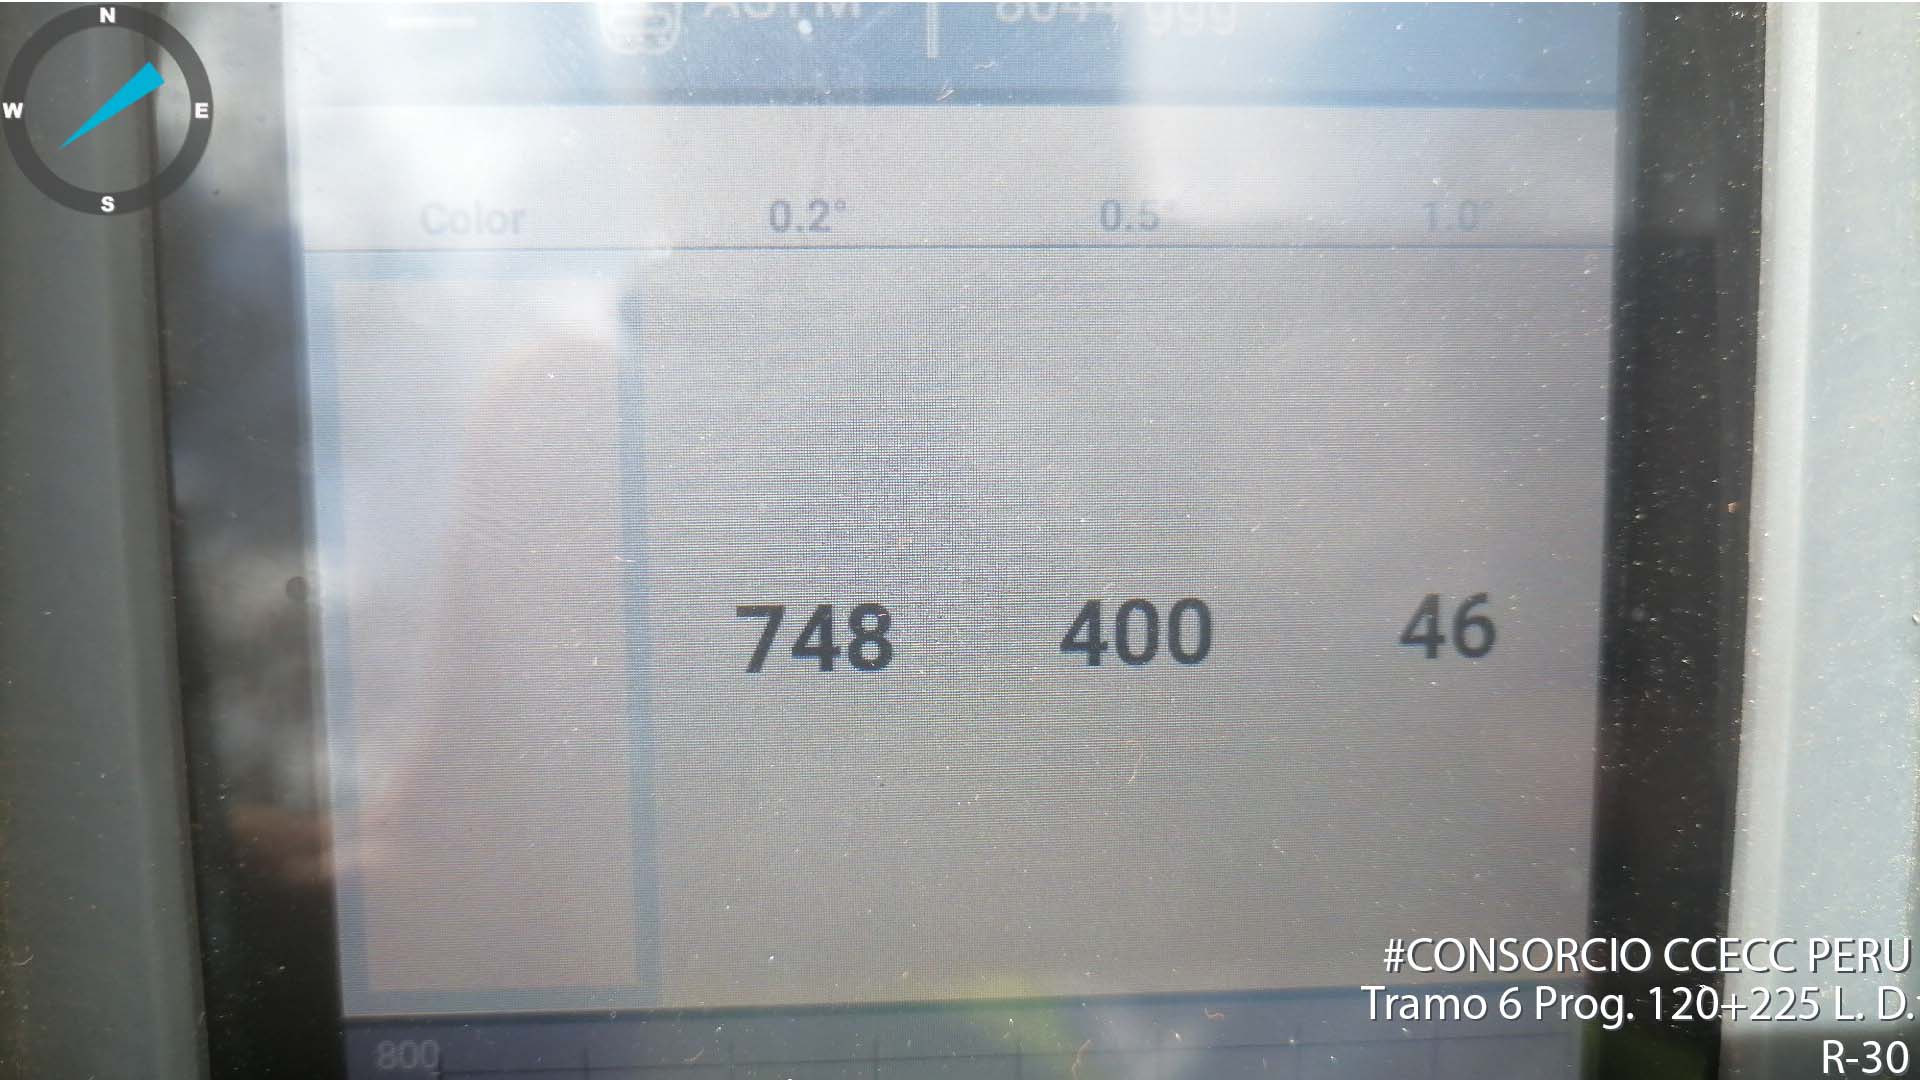 N
W E
S
ASTM
Color 0.2° 0.5° 1.0°
748 400 46
800
#CONSORCIO CCECC PERU
Tramo 6 Prog. 120+225 L. D.
R-30